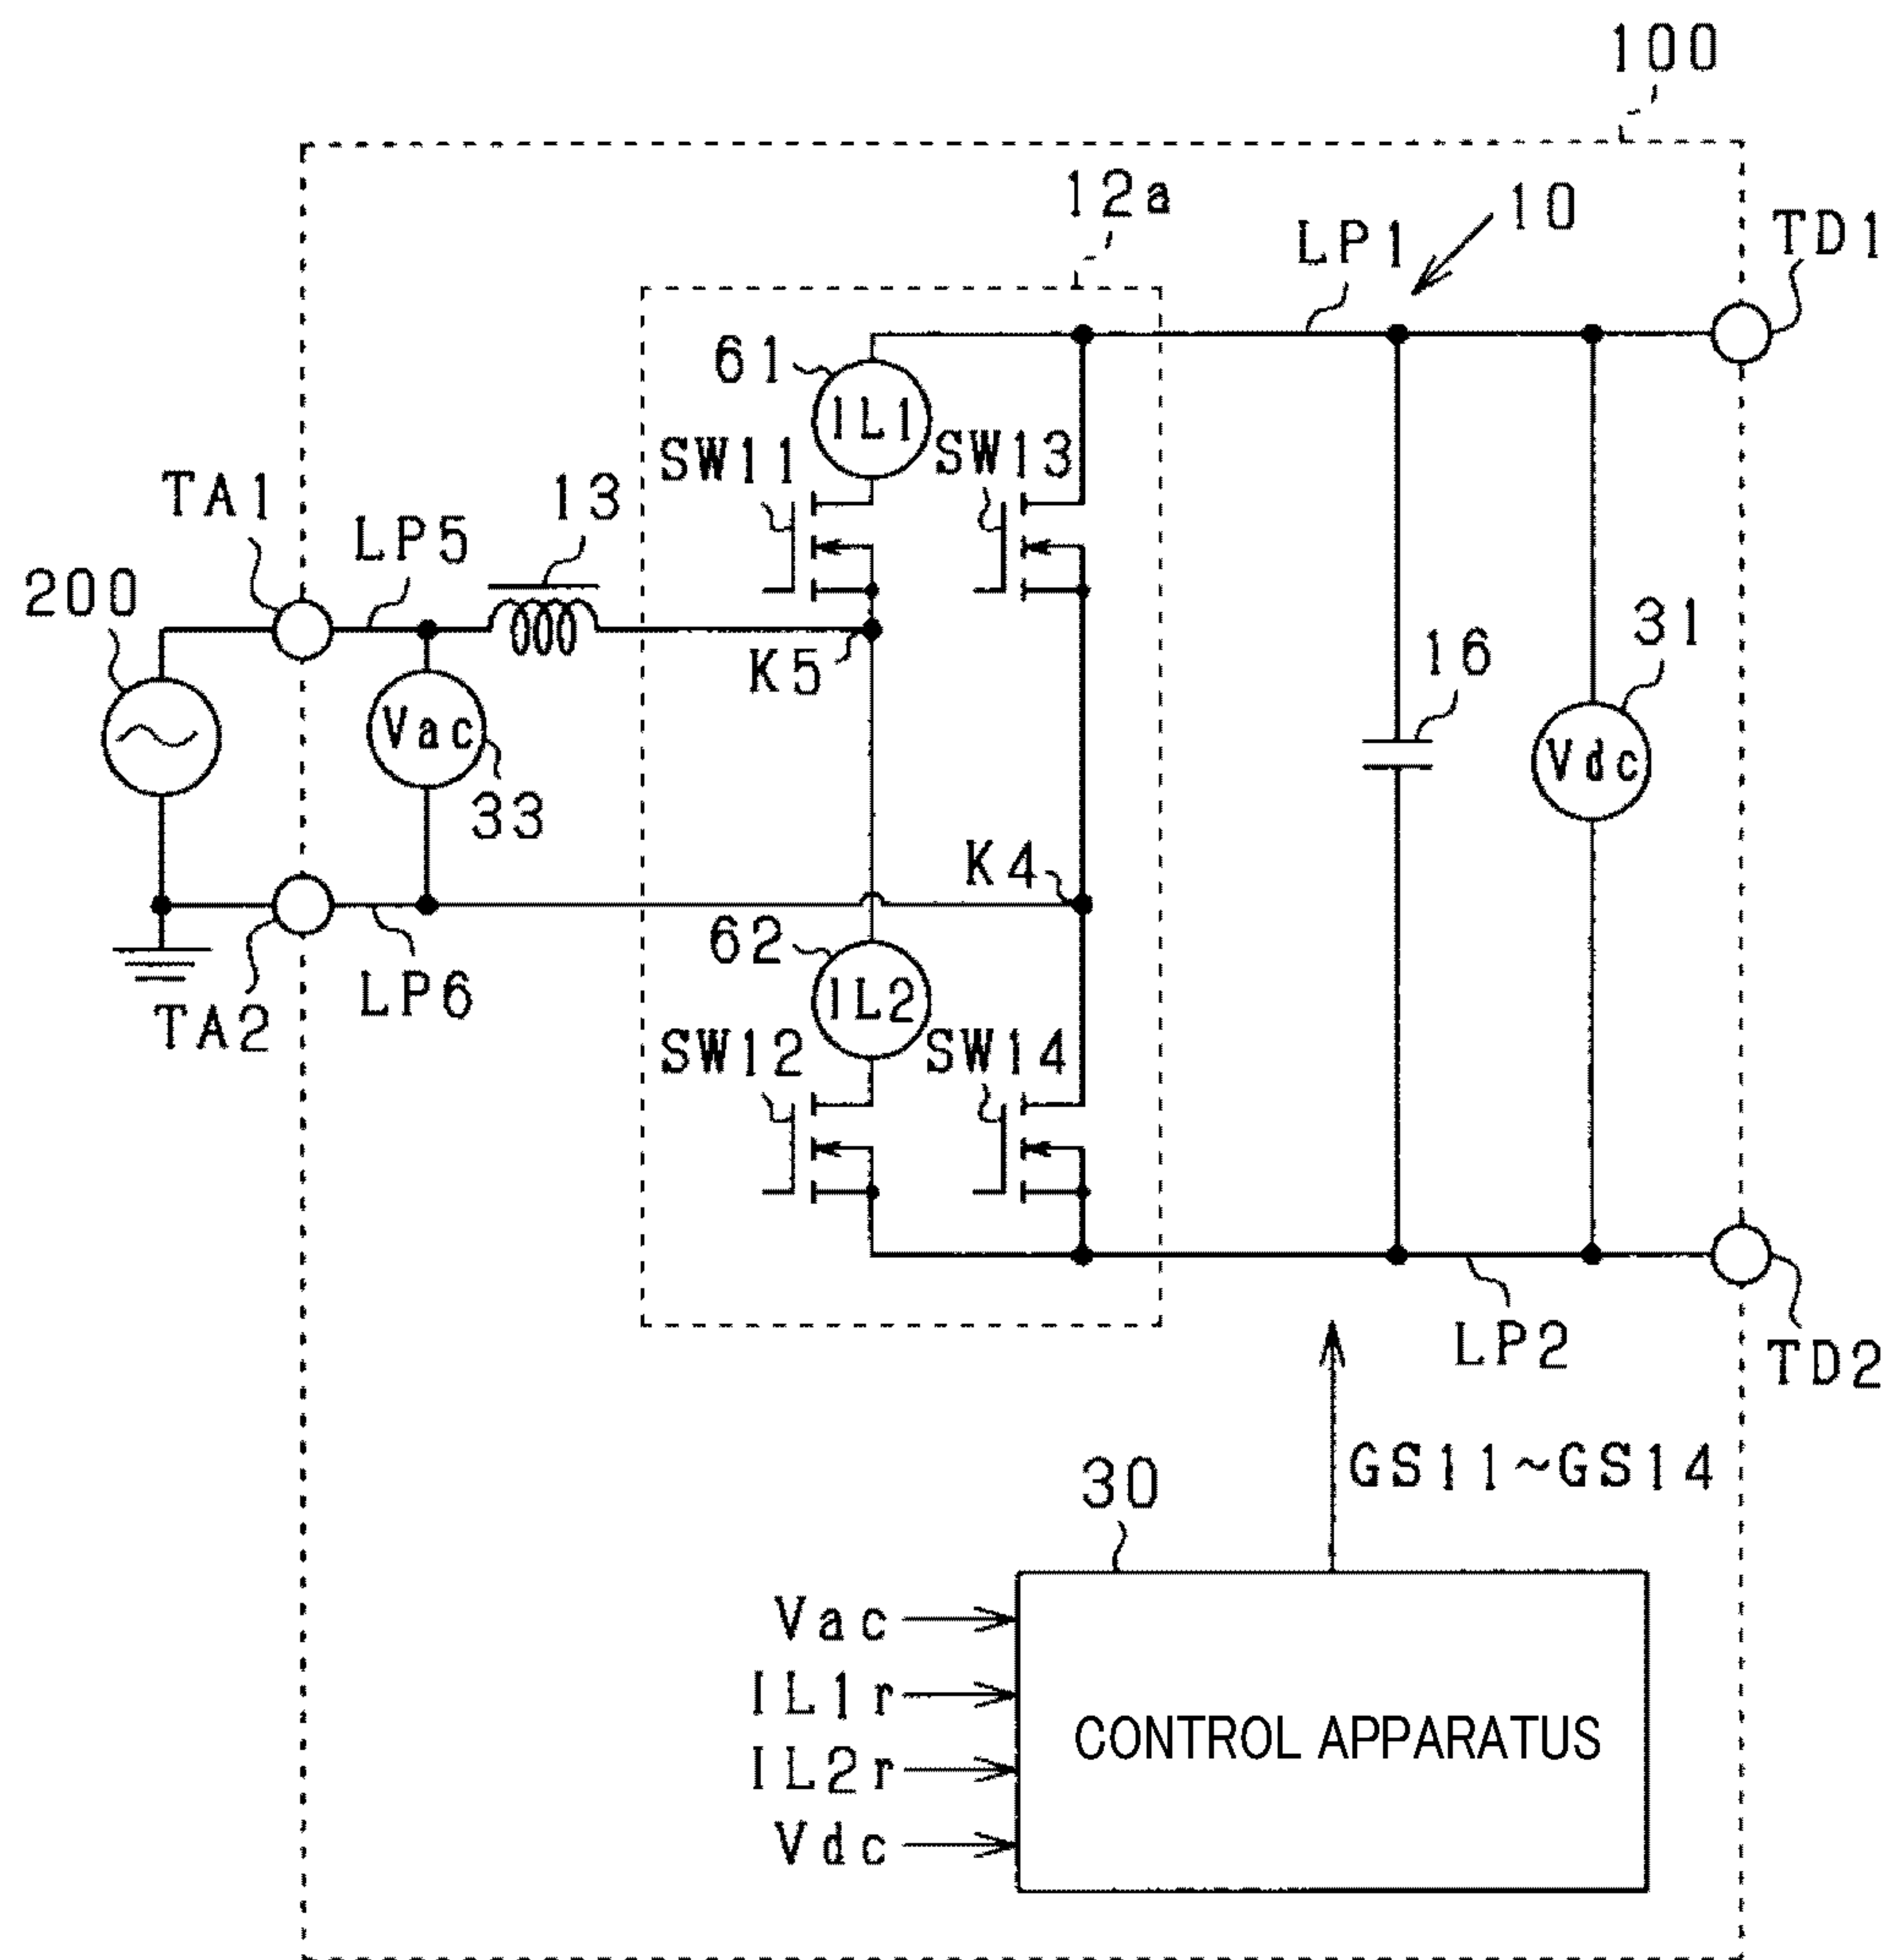 100
12a
10
LP1
TD1
61
IL1
SW11
SW13
TA1
LP5
13
200
K5
16
31
Vac
33
Vdc
K4
62
IL2
TA2
LP6
SW12
SW14
LP2
TD2
GS11~GS14
30
Vac
IL1r
IL2r
Vdc
CONTROL APPARATUS